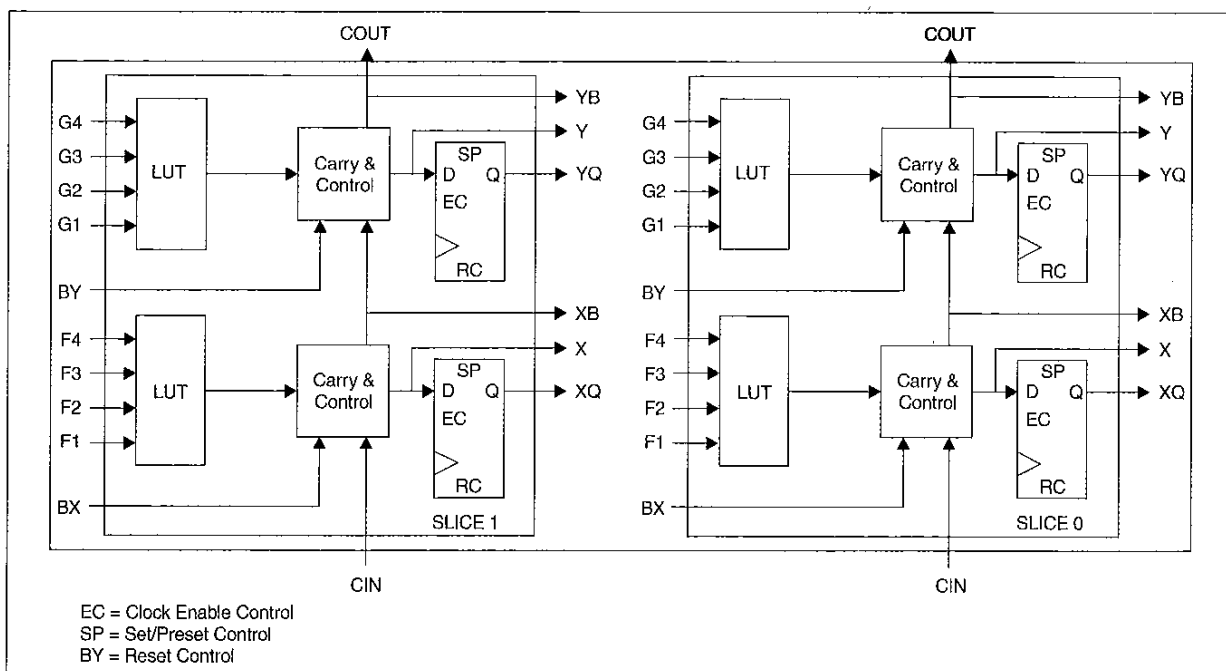 COUT
YB
G4
Y
G3
LUT
Carry &
Control
SP
D
Q
YQ
G2
EC
G1
RC
BY
XB
F4
X
F3
LUT
Carry &
Control
SP
D
Q
XQ
F2
EC
F1
RC
BX
SLICE 1
CIN
COUT
YB
G4
Y
G3
LUT
Carry &
Control
SP
D
Q
YQ
G2
EC
G1
RC
BY
XB
F4
X
F3
LUT
Carry &
Control
SP
D
Q
XQ
F2
EC
F1
RC
BX
SLICE 0
CIN
EC = Clock Enable Control
SP = Set/Preset Control
BY = Reset Control